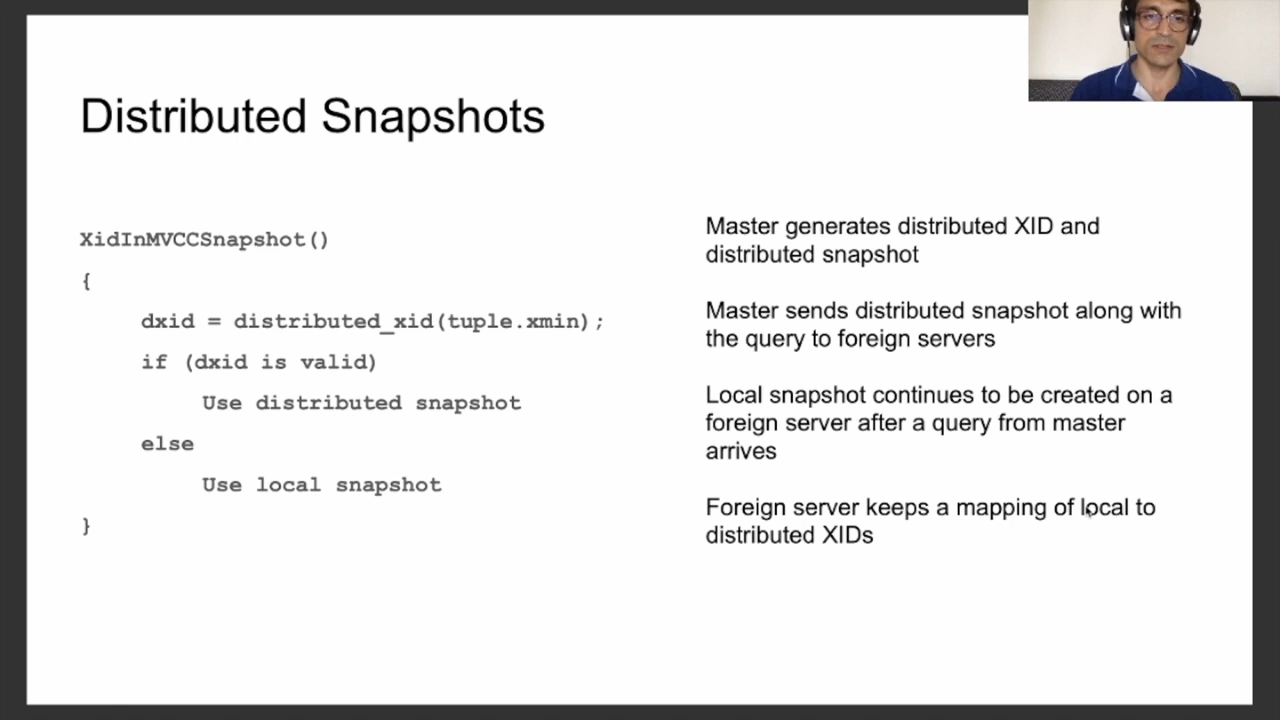 Distributed Snapshots
XidInMVCCSnapshot()
{
dxid = distributed_xid(tuple.xmin);
if (dxid is valid)
Use distributed snapshot
else
Use local snapshot
}
Master generates distributed XID and
distributed snapshot
Master sends distributed snapshot along with
the query to foreign servers
Local snapshot continues to be created on a
foreign server after a query from master
arrives
Foreign server keeps a mapping of local to
distributed XIDs